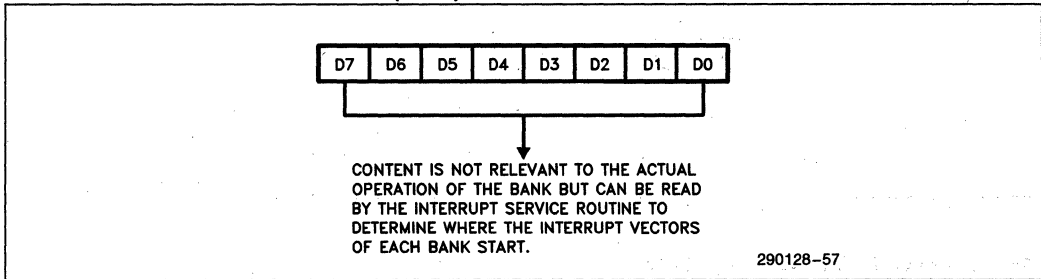 D7 D6 D5 D4 D3 D2 D1 D0
CONTENT IS NOT RELEVANT TO THE ACTUAL
OPERATION OF THE BANK BUT CAN BE READ
BY THE INTERRUPT SERVICE ROUTINE TO
DETERMINE WHERE THE INTERRUPT VECTORS
OF EACH BANK START.
290128-57